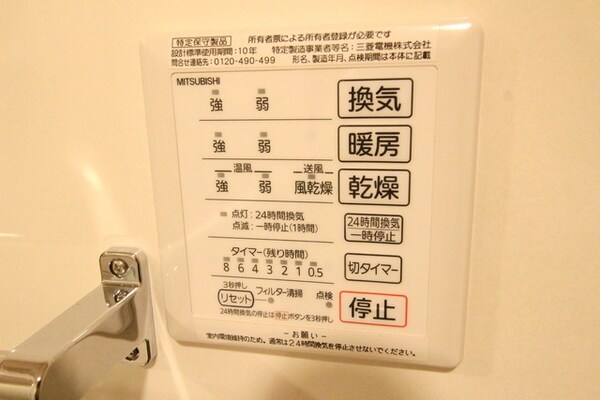 特定保守製品 所有者票による所有者登録が必要です
設計標準使用期間:10年 特定製造事業者等名:三菱電機株式会社
問合せ連絡先:0120-490-499 形名、製造年月、点検期間は本体に記載
MITSUBISHI
強 弱 換気
強 弱 暖房
温風 送風
強 弱 風乾燥 乾燥
点灯:24時間換気
点滅:一時停止(1時間)
24時間換気
一時停止
タイマー(残り時間)
8 6 4 3 2 1 0.5
切タイマー
3秒押し
リセット フィルター清掃 点検
停止
24時間換気の停止は停止ボタンを3秒押し
-お願い-
室内環境維持のため、通常は24時間換気を停止させないでください。